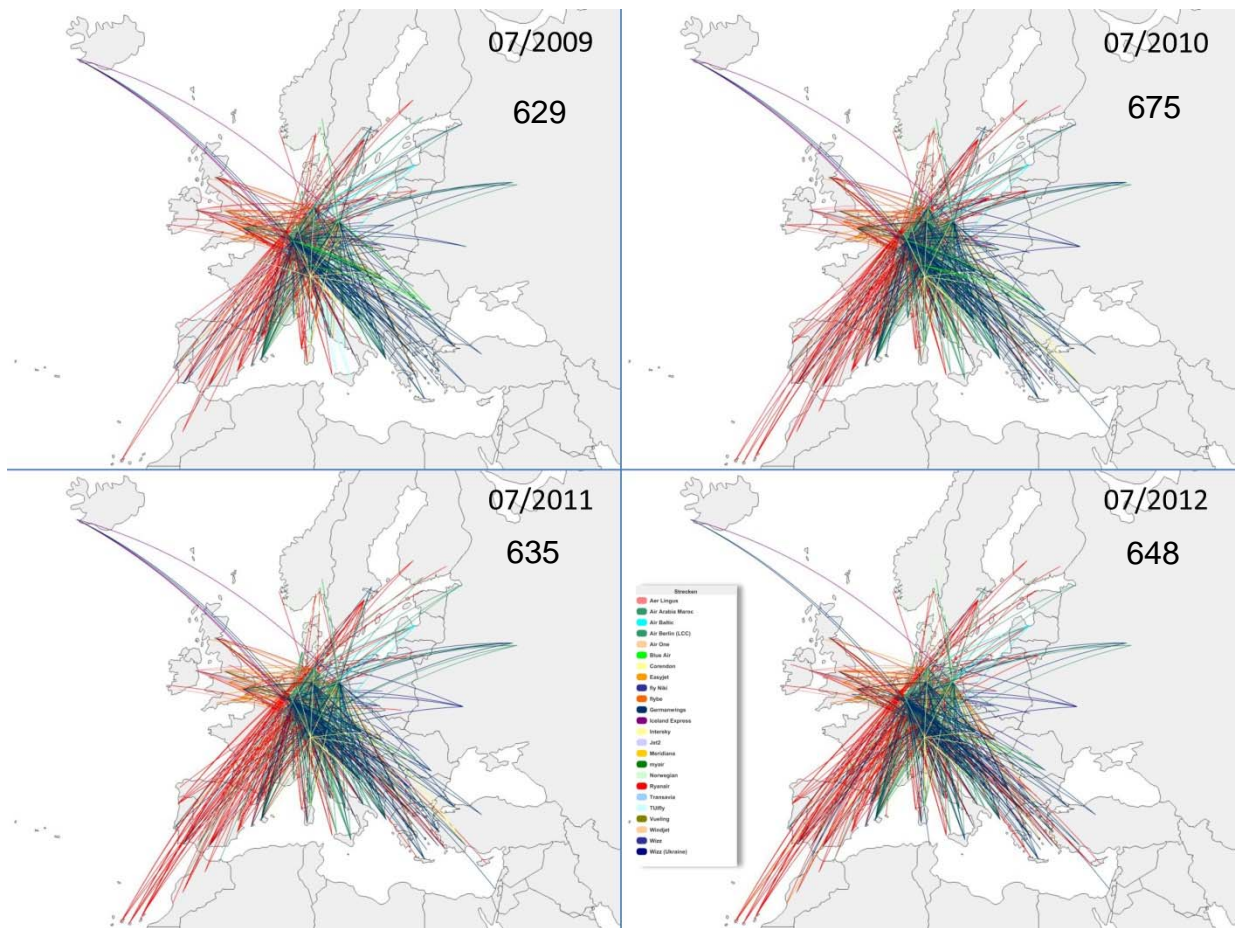 07/2009
629
07/2010
675
07/2011
635
07/2012
648
Strecken
Aer Lingus
Air Arabia Maroc
Air Baltic
Air Berlin (LCC)
Air One
Blue Air
Corendon
Easyjet
fly Niki
flybe
Germanwings
Iceland Express
Intersky
Jet2
Meridiana
myair
Norwegian
Ryanair
Transavia
TUIfly
Vueling
Windjet
Wizz
Wizz (Ukraine)